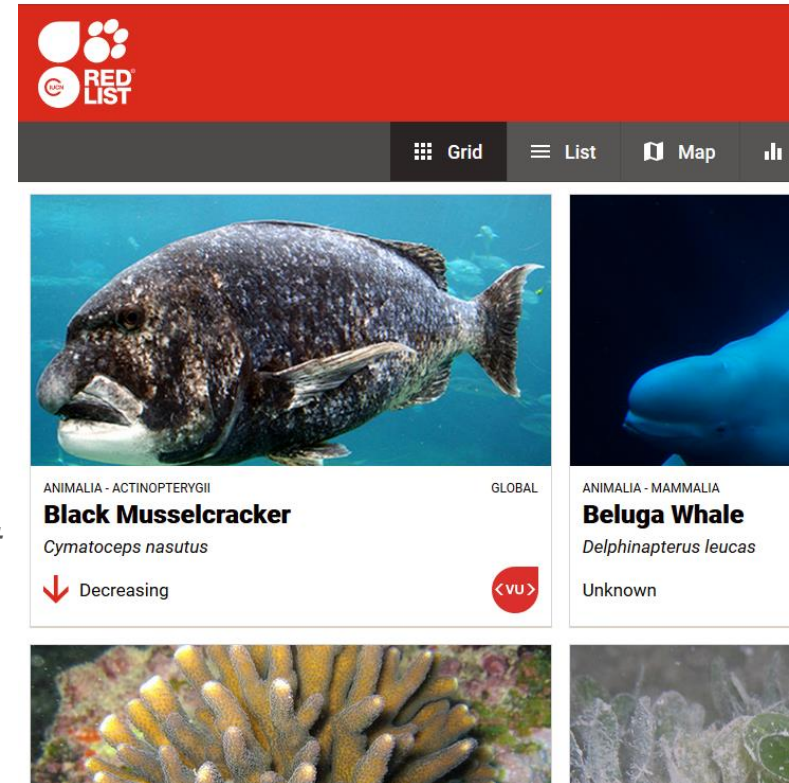 IUCN
RED
LIST
Grid
List
Map
ANIMALIA - ACTINOPTERYGII
GLOBAL
Black Musselcracker
Cymatoceps nasutus
Decreasing
<VU>
ANIMALIA - MAMMALIA
Beluga Whale
Delphinapterus leucas
Unknown